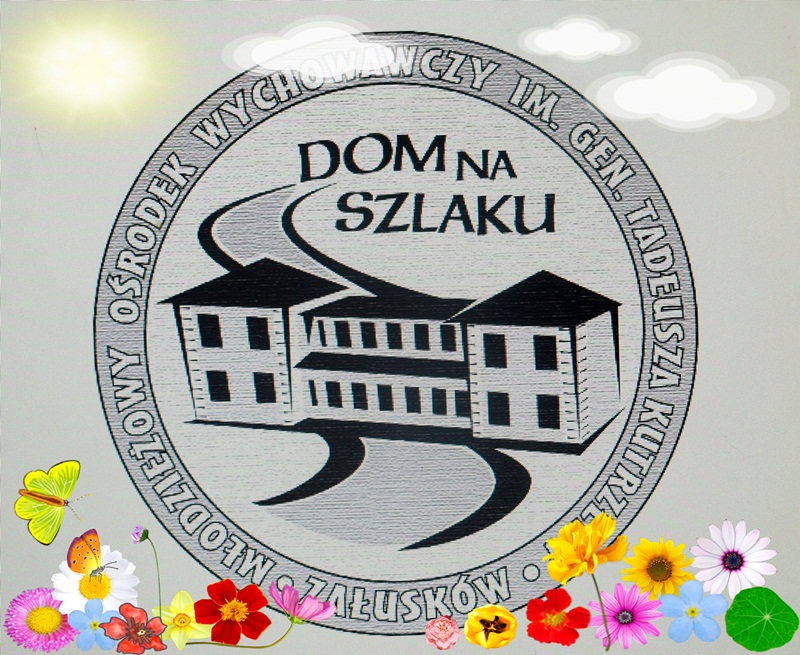 DOM NA
SZLAKU
MŁODZIEŻOWY OŚRODEK WYCHOWAWCZY IM. GEN. TADEUSZA KUTRZEBY
• ZAŁUSKÓW •